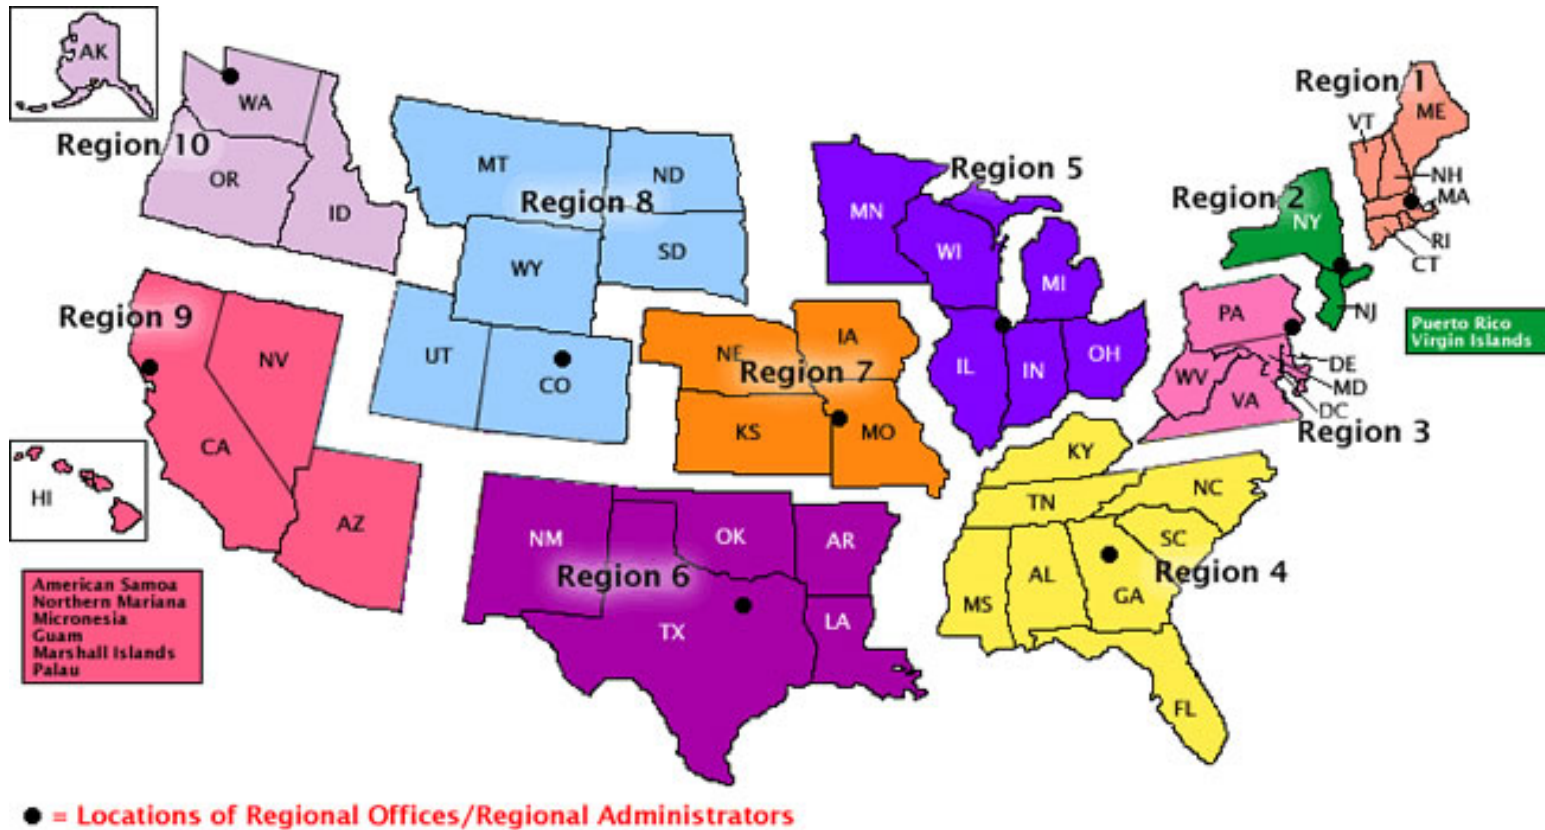 AK
WA
Region 10
OR
ID
MT
ND
Region 8
SD
WY
UT
CO
Region 5
MN
WI
MI
IL
IN
OH
Region 1
ME
VT
NH
MA
RI
CT
Region 2
NY
NJ
Puerto Rico
Virgin Islands
PA
DE
MD
DC
WV
VA
Region 3
Region 9
NV
CA
AZ
HI
American Samoa
Northern Mariana
Micronesia
Guam
Marshall Islands
Palau
NE
IA
Region 7
KS
MO
NM
OK
AR
Region 6
TX
LA
KY
TN
NC
SC
Region 4
MS
AL
GA
FL
= Locations of Regional Offices/Regional Administrators